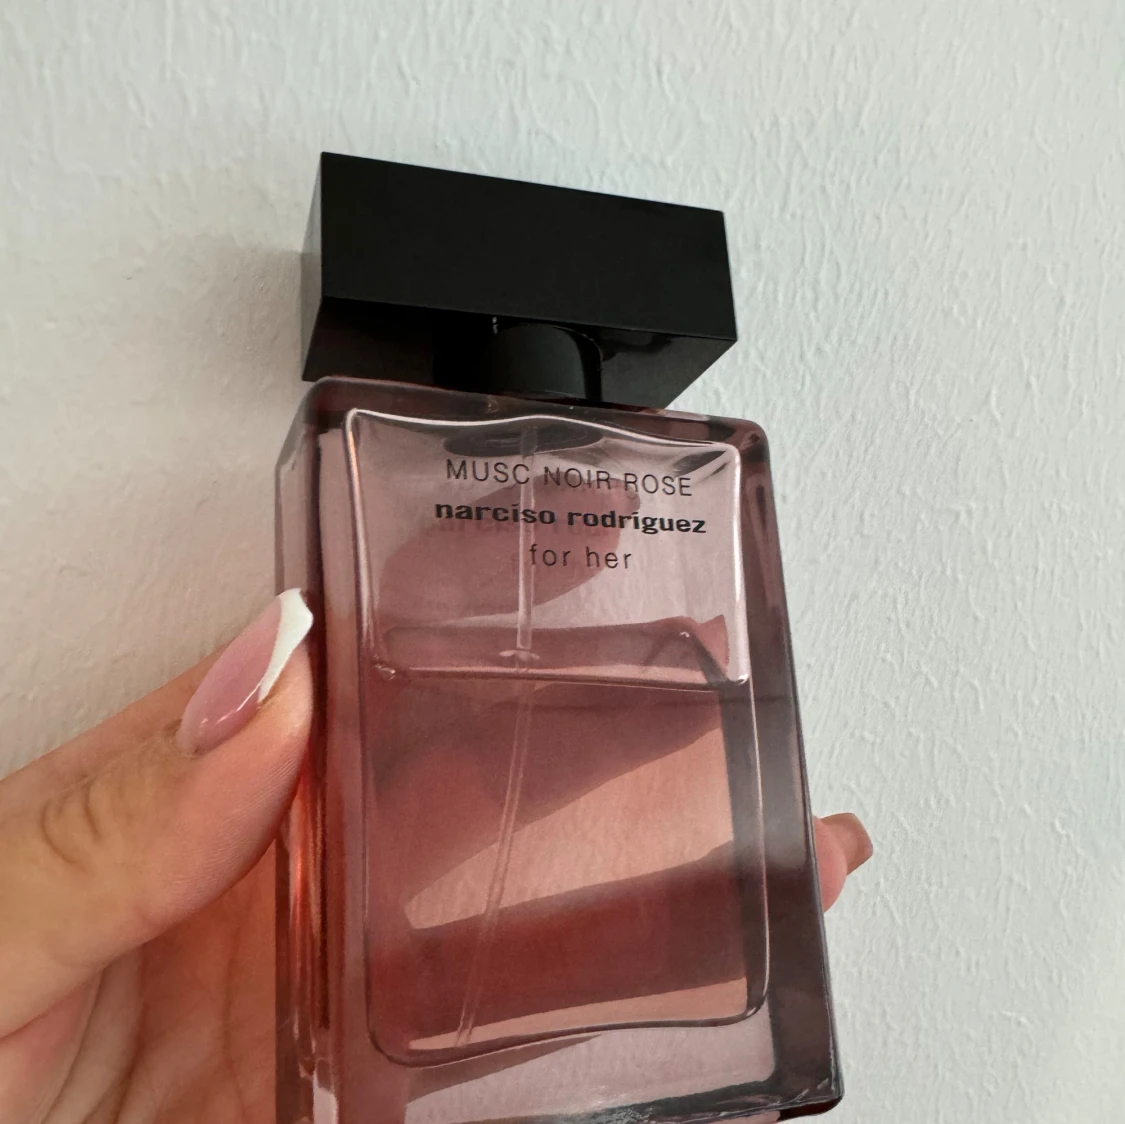 MUSC NOIR ROSE
narciso rodriguez
for her